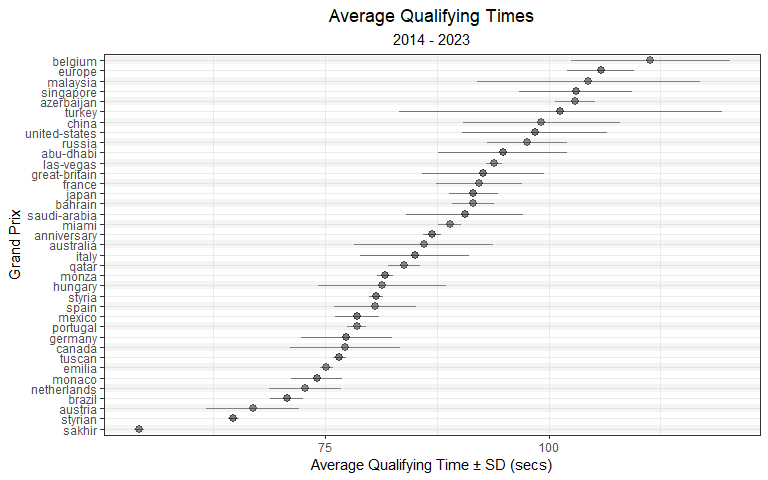 Average Qualifying Times
2014 - 2023
Grand Prix
belgium
europe
malaysia
singapore
azerbaijan
turkey
china
united-states
russia
abu-dhabi
las-vegas
great-britain
france
japan
bahrain
saudi-arabia
miami
anniversary
australia
italy
qatar
monza
hungary
styria
spain
mexico
portugal
germany
canada
tuscan
emilia
monaco
netherlands
brazil
austria
styrian
sakhir
75 100
Average Qualifying Time ± SD (secs)